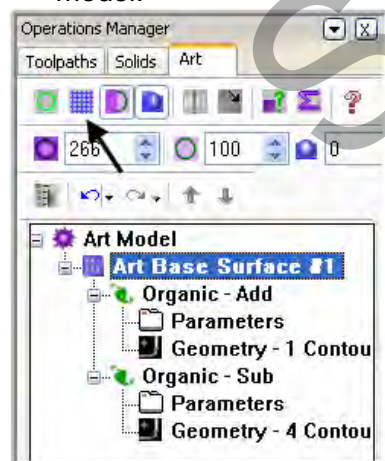 model.
Operations Manager
Toolpaths Solids Art
266 100 0
Art Model
Art Base Surface #1
Organic - Add
Parameters
Geometry - 1 Contou
Organic - Sub
Parameters
Geometry - 4 Contou